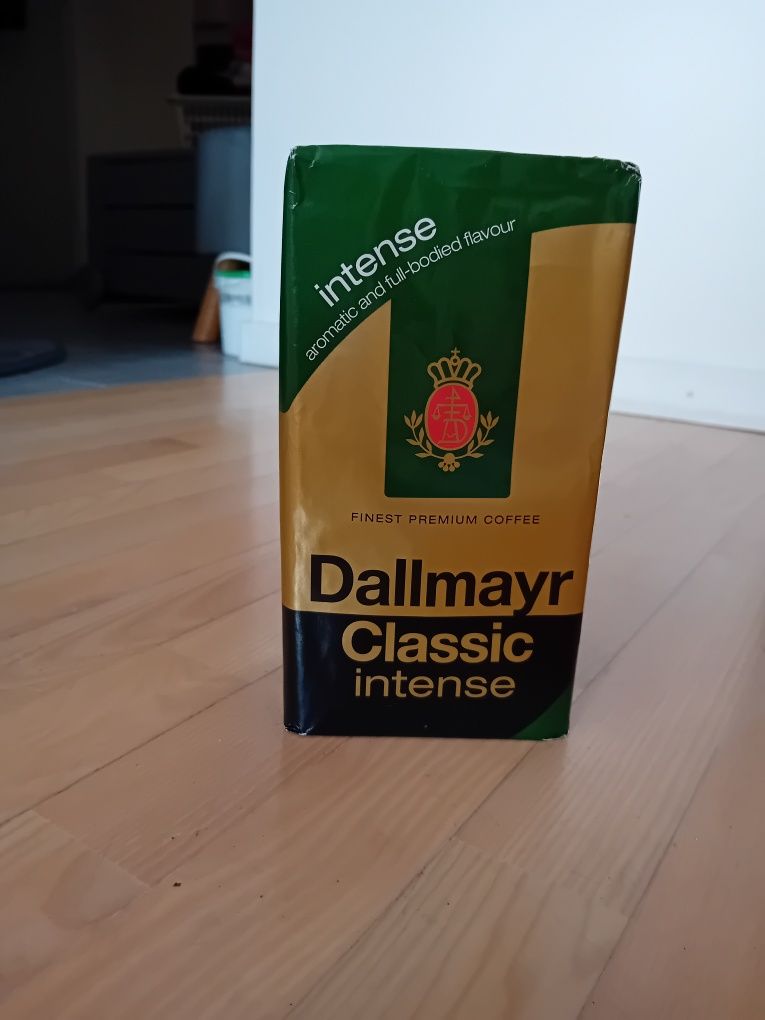 intense
aromatic and full-bodied flavour
FINEST PREMIUM COFFEE
Dallmayr
Classic
intense